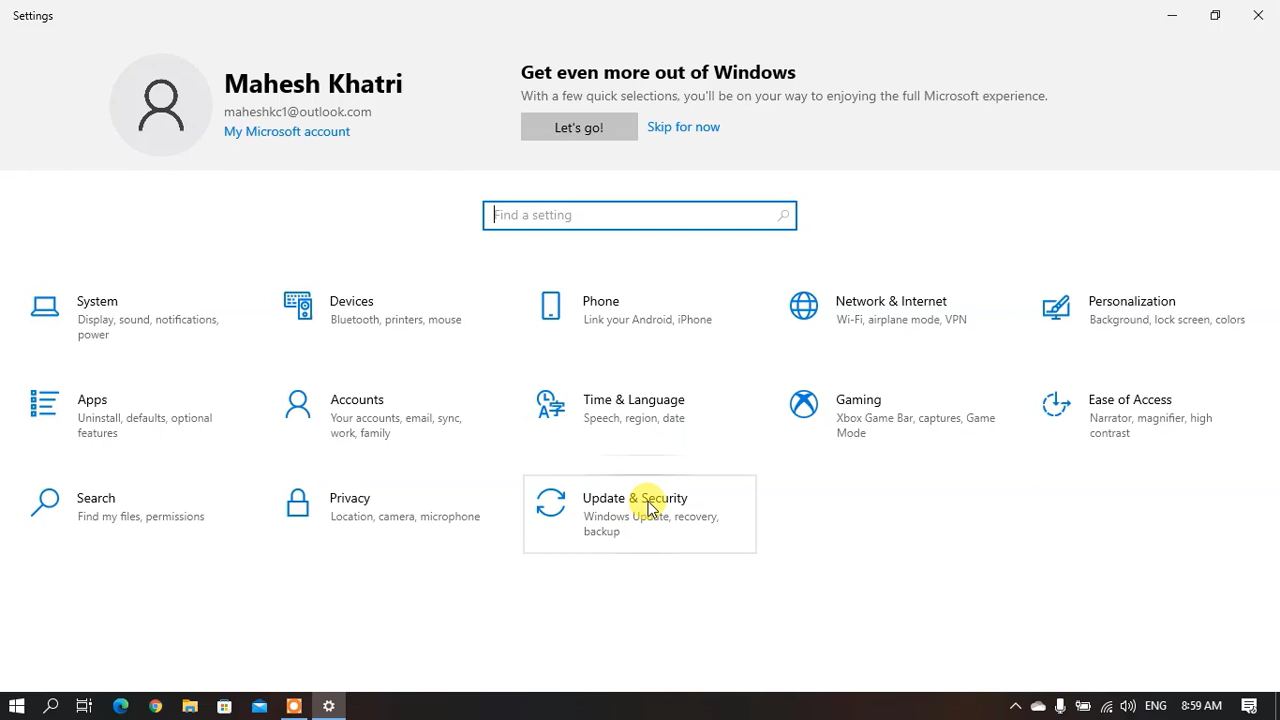 Settings
Mahesh Khatri
maheshkc1@outlook.com
My Microsoft account
Get even more out of Windows
With a few quick selections, you'll be on your way to enjoying the full Microsoft experience.
Let's go!
Skip for now
Find a setting
System
Display, sound, notifications,
power
Devices
Bluetooth, printers, mouse
Phone
Link your Android, iPhone
Network & Internet
Wi-Fi, airplane mode, VPN
Personalization
Background, lock screen, colors
Apps
Uninstall, defaults, optional
features
Accounts
Your accounts, email, sync,
work, family
Time & Language
Speech, region, date
Gaming
Xbox Game Bar, captures, Game
Mode
Ease of Access
Narrator, magnifier, high
contrast
Search
Find my files, permissions
Privacy
Location, camera, microphone
Update & Security
Windows Update, recovery,
backup
ENG
8:59 AM